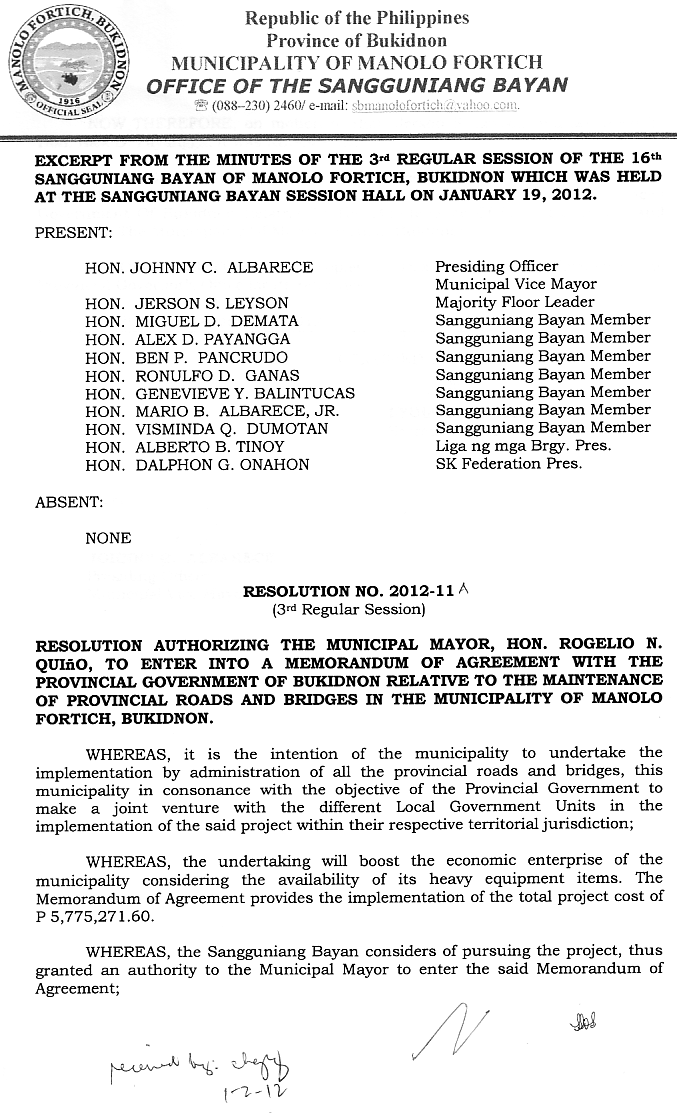 MANOLO FORTICH, BUKIDNON
1916
OFFICIAL SEAL
Republic of the Philippines
Province of Bukidnon
MUNICIPALITY OF MANOLO FORTICH
OFFICE OF THE SANGGUNIANG BAYAN
☏ (088–230) 2460/ e-mail: sbmanolofortich@yahoo.com.
EXCERPT FROM THE MINUTES OF THE 3rd REGULAR SESSION OF THE 16th
SANGGUNIANG BAYAN OF MANOLO FORTICH, BUKIDNON WHICH WAS HELD
AT THE SANGGUNIANG BAYAN SESSION HALL ON JANUARY 19, 2012.
PRESENT:
HON. JOHNNY C. ALBARECE Presiding Officer
Municipal Vice Mayor
HON. JERSON S. LEYSON Majority Floor Leader
HON. MIGUEL D. DEMATA Sangguniang Bayan Member
HON. ALEX D. PAYANGGA Sangguniang Bayan Member
HON. BEN P. PANCRUDO Sangguniang Bayan Member
HON. RONULFO D. GANAS Sangguniang Bayan Member
HON. GENEVIEVE Y. BALINTUCAS Sangguniang Bayan Member
HON. MARIO B. ALBARECE, JR. Sangguniang Bayan Member
HON. VISMINDA Q. DUMOTAN Sangguniang Bayan Member
HON. ALBERTO B. TINOY Liga ng mga Brgy. Pres.
HON. DALPHON G. ONAHON SK Federation Pres.
ABSENT:
NONE
RESOLUTION NO. 2012-11 A
(3rd Regular Session)
RESOLUTION AUTHORIZING THE MUNICIPAL MAYOR, HON. ROGELIO N.
QUIñO, TO ENTER INTO A MEMORANDUM OF AGREEMENT WITH THE
PROVINCIAL GOVERNMENT OF BUKIDNON RELATIVE TO THE MAINTENANCE
OF PROVINCIAL ROADS AND BRIDGES IN THE MUNICIPALITY OF MANOLO
FORTICH, BUKIDNON.
WHEREAS, it is the intention of the municipality to undertake the
implementation by administration of all the provincial roads and bridges, this
municipality in consonance with the objective of the Provincial Government to
make a joint venture with the different Local Government Units in the
implementation of the said project within their respective territorial jurisdiction;
WHEREAS, the undertaking will boost the economic enterprise of the
municipality considering the availability of its heavy equipment items. The
Memorandum of Agreement provides the implementation of the total project cost of
P 5,775,271.60.
WHEREAS, the Sangguniang Bayan considers of pursuing the project, thus
granted an authority to the Municipal Mayor to enter the said Memorandum of
Agreement;
received by:
1-2-12